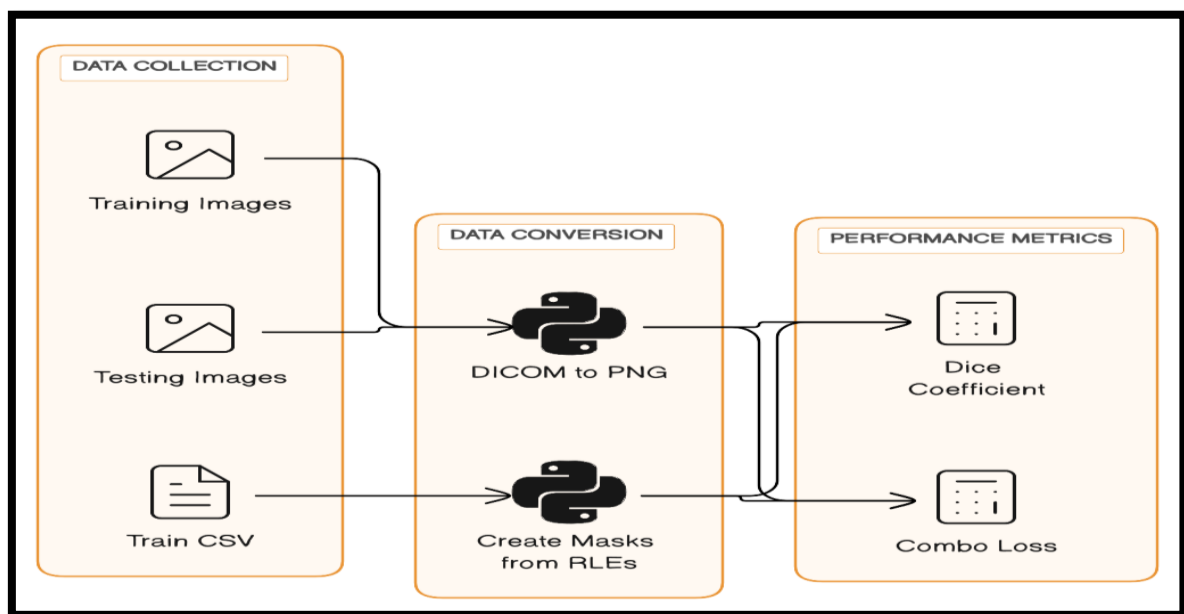 DATA COLLECTION
Training Images
Testing Images
Train CSV
DATA CONVERSION
DICOM to PNG
Create Masks
from RLEs
PERFORMANCE METRICS
Dice
Coefficient
Combo Loss